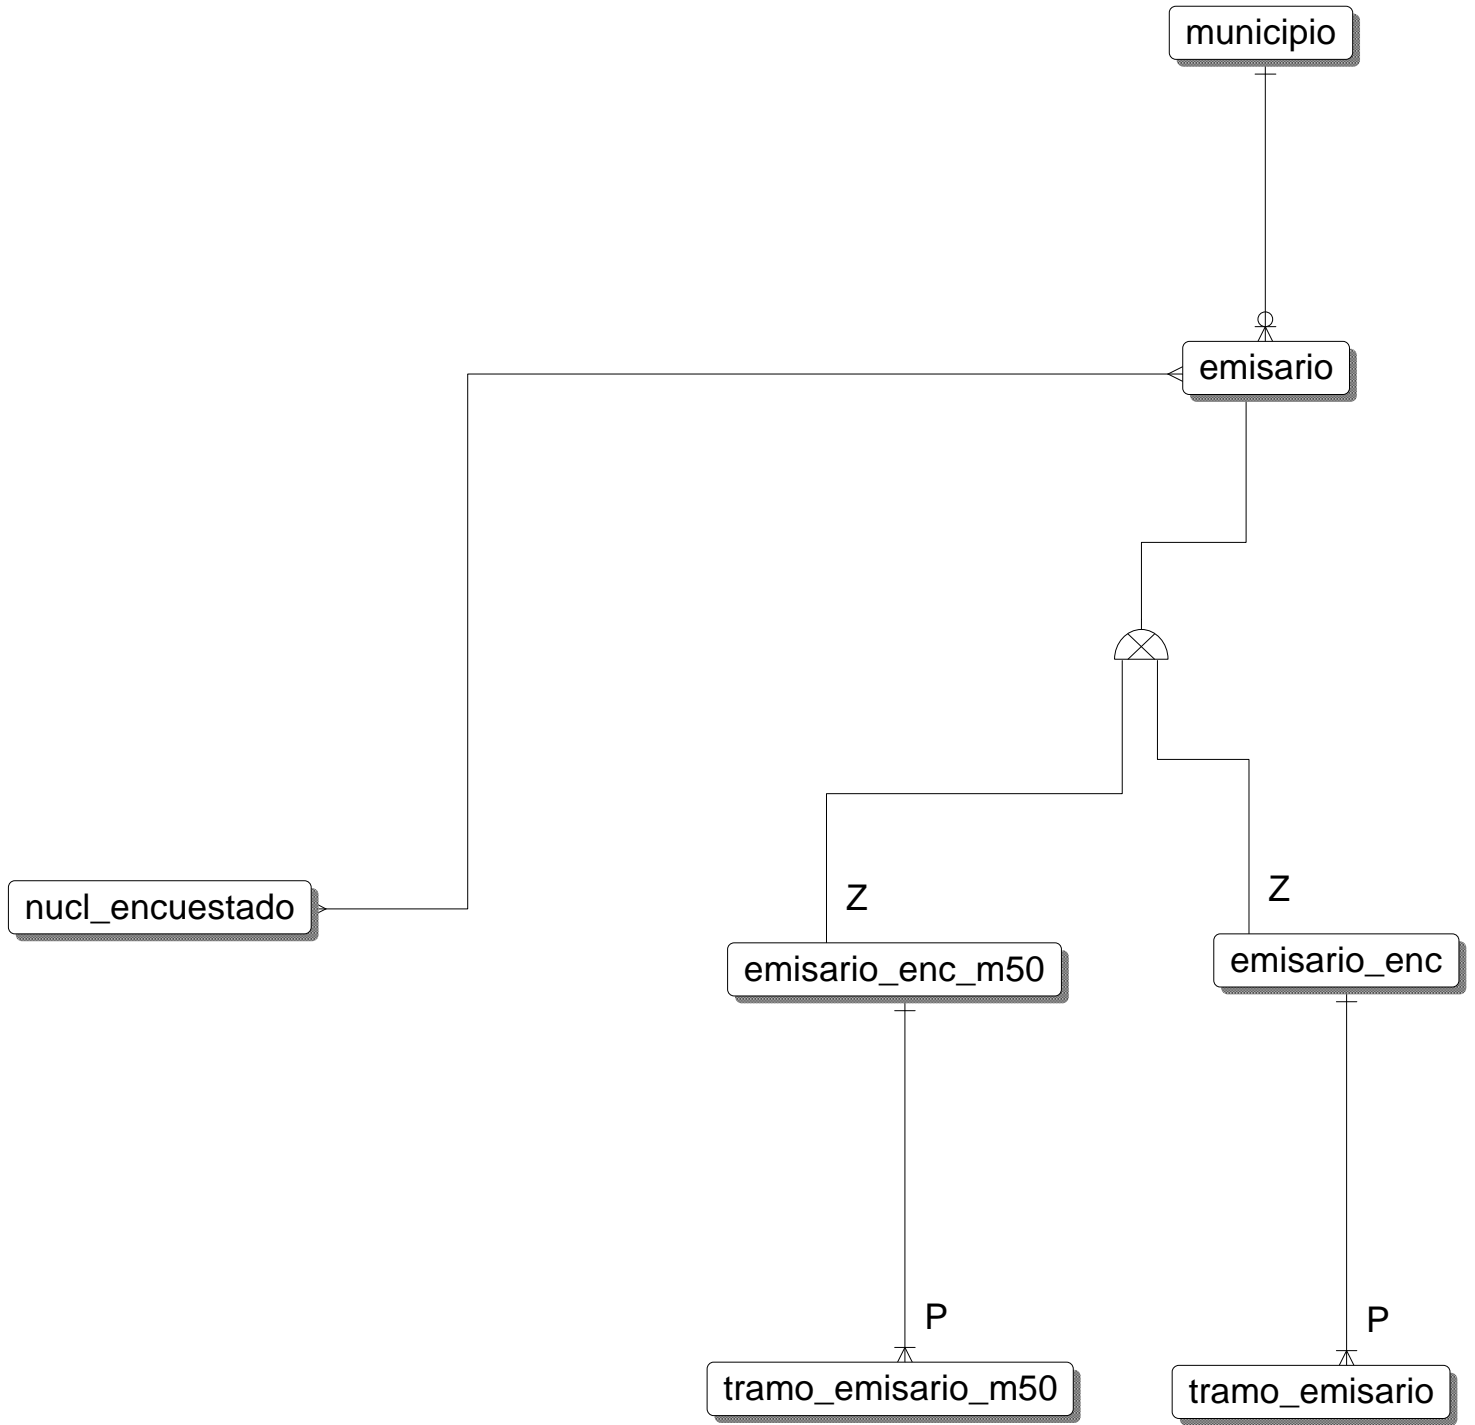 municipio
emisario
nucl_encuestado
Z
Z
emisario_enc_m50
emisario_enc
P
P
tramo_emisario_m50
tramo_emisario